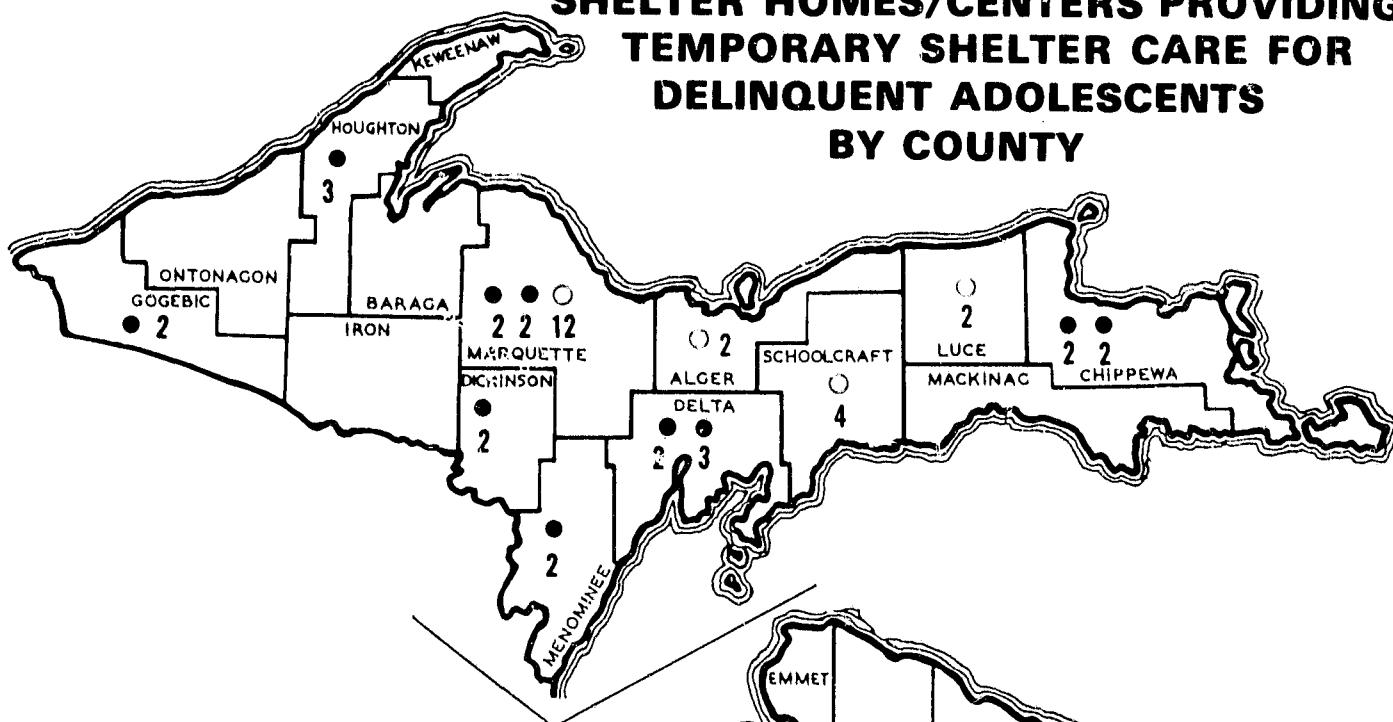 SHELTER HOMES/CENTERS PROVIDING
TEMPORARY SHELTER CARE FOR
DELINQUENT ADOLESCENTS
BY COUNTY
KEWEENAW
HOUGHTON
3
ONTONAGON
GOGEBIC
2
BARAGA
IRON
2 2 12
MARQUETTE
DICKINSON
2
2
ALGER
SCHOOLCRAFT
4
2
LUCE
MACKINAC
2 2
CHIPPEWA
DELTA
2 3
2
MENOMINEE
EMMET